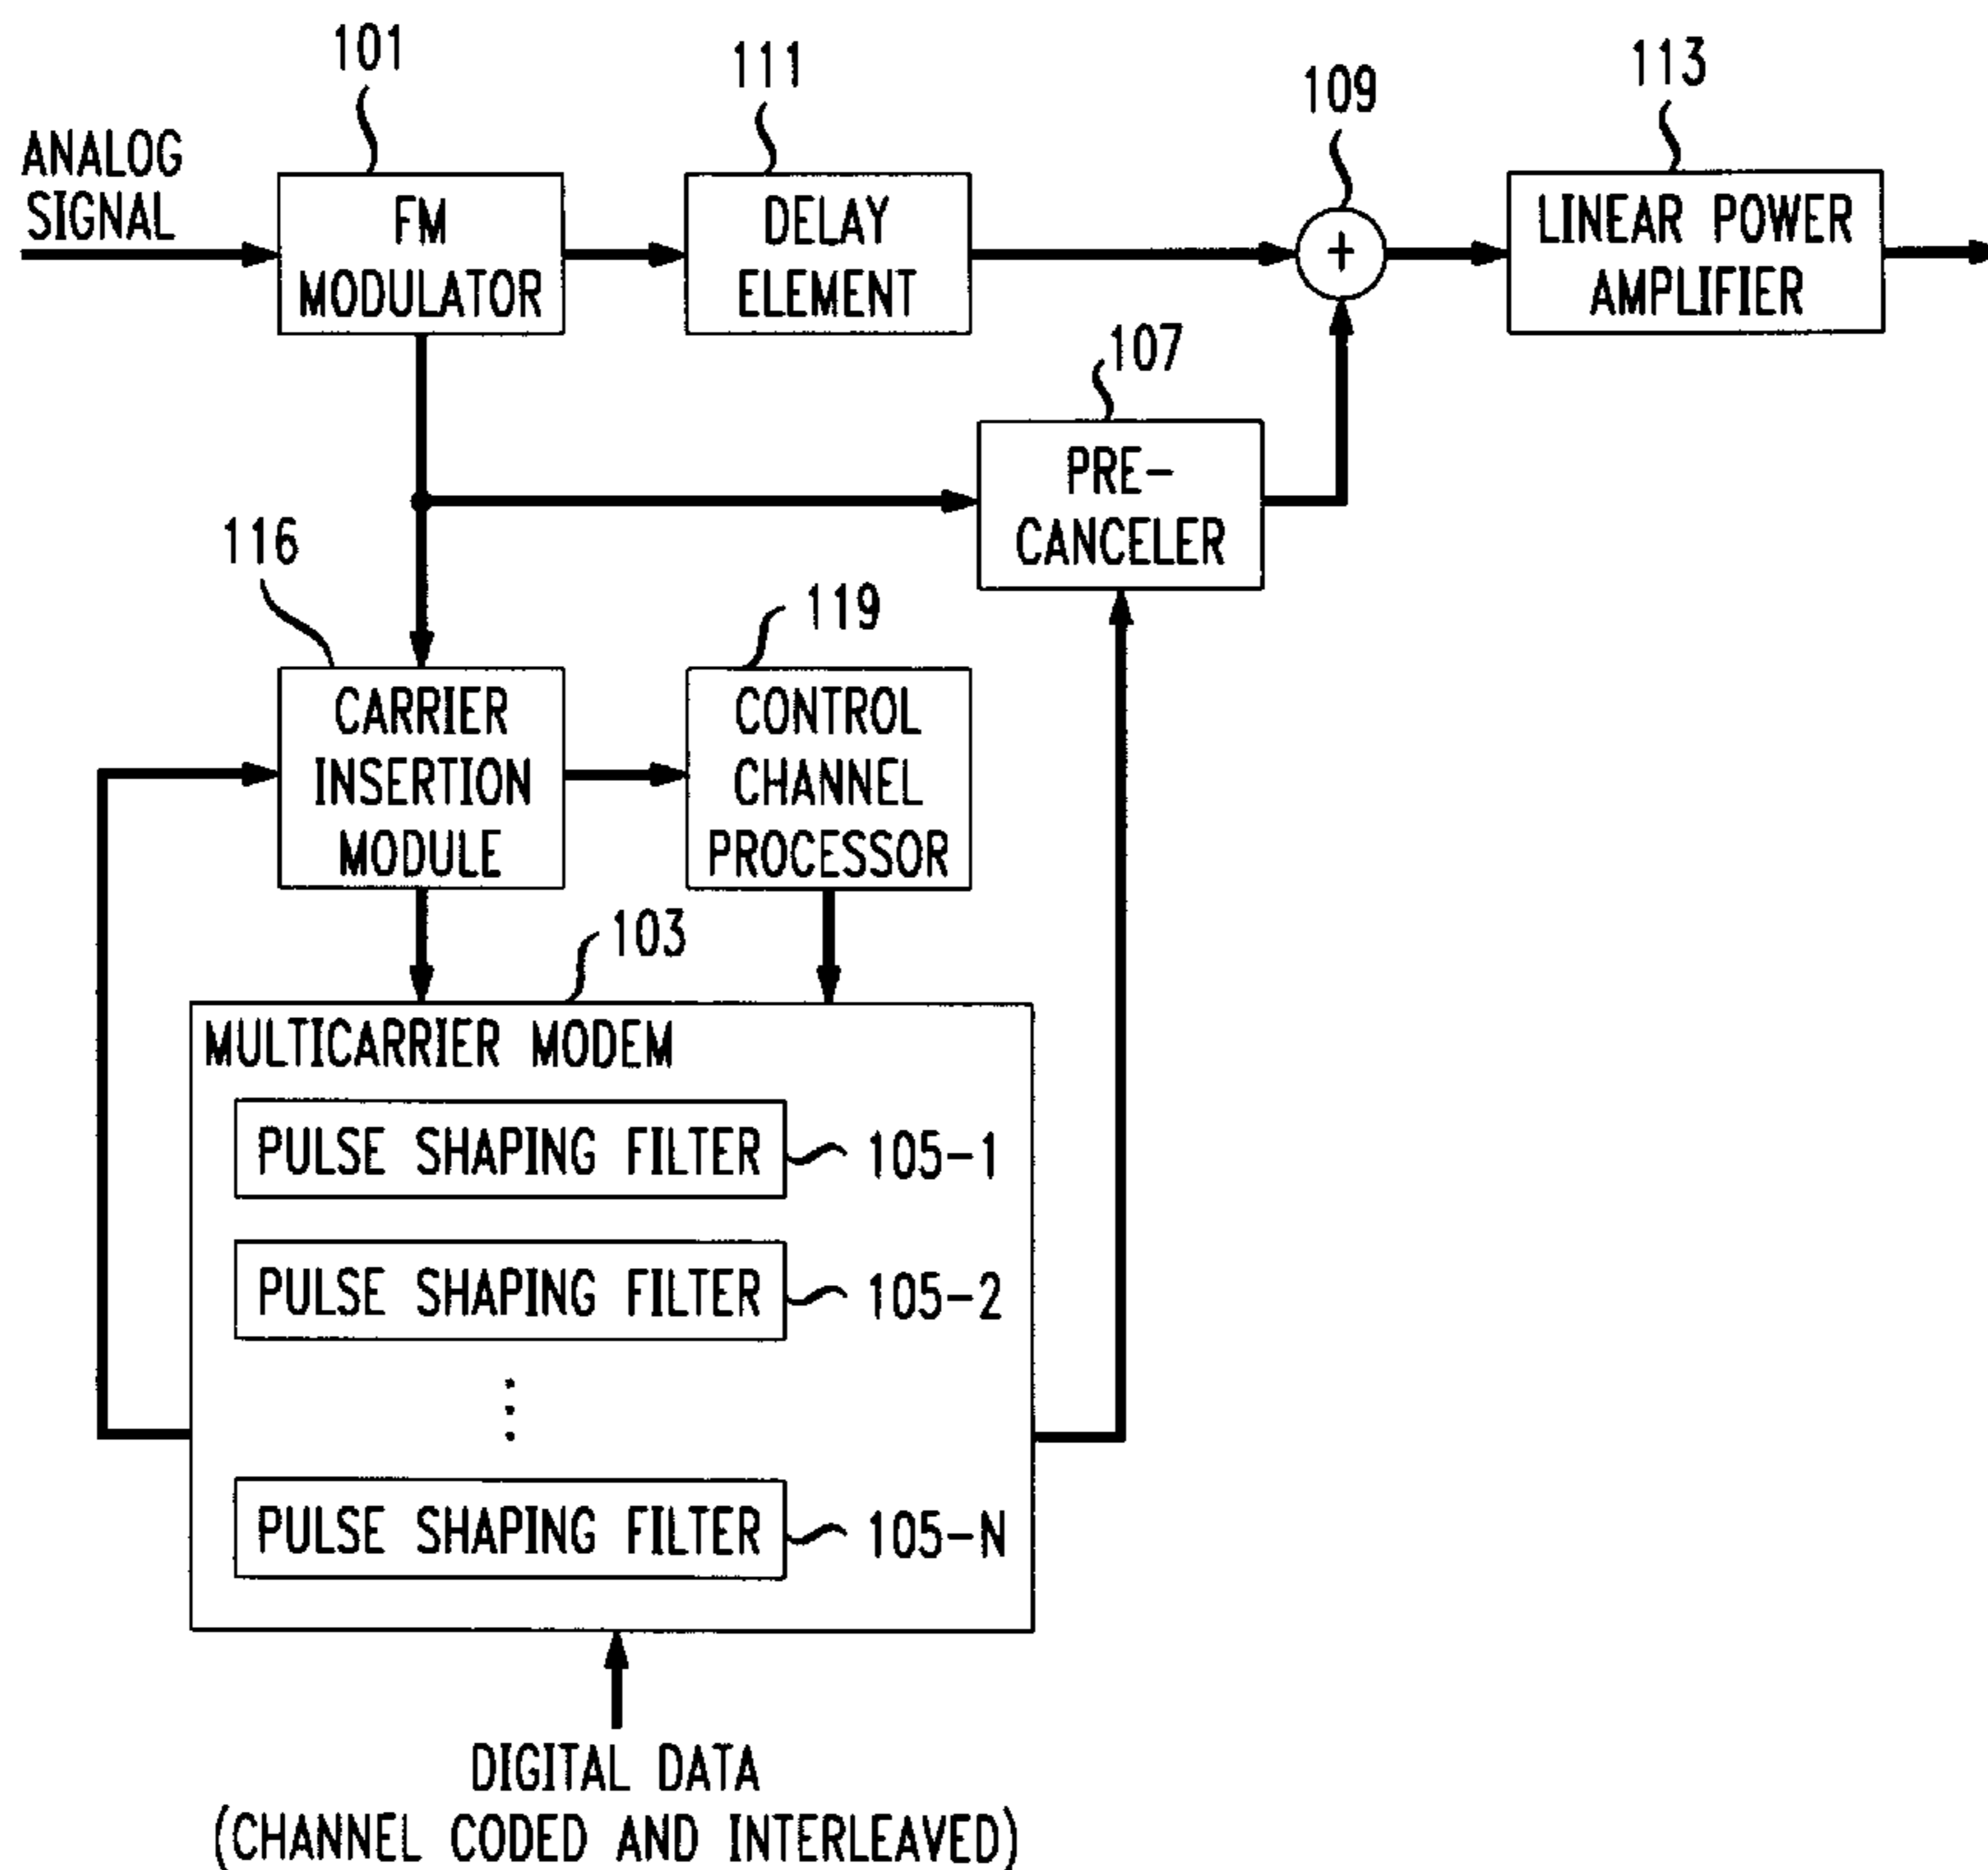 101
111
109
113
ANALOG
SIGNAL
FM
MODULATOR
DELAY
ELEMENT
+
LINEAR POWER
AMPLIFIER
107
PRE-
CANCELER
116
119
CARRIER
INSERTION
MODULE
CONTROL
CHANNEL
PROCESSOR
103
MULTICARRIER MODEM
PULSE SHAPING FILTER 105-1
PULSE SHAPING FILTER 105-2
PULSE SHAPING FILTER 105-N
DIGITAL DATA
(CHANNEL CODED AND INTERLEAVED)